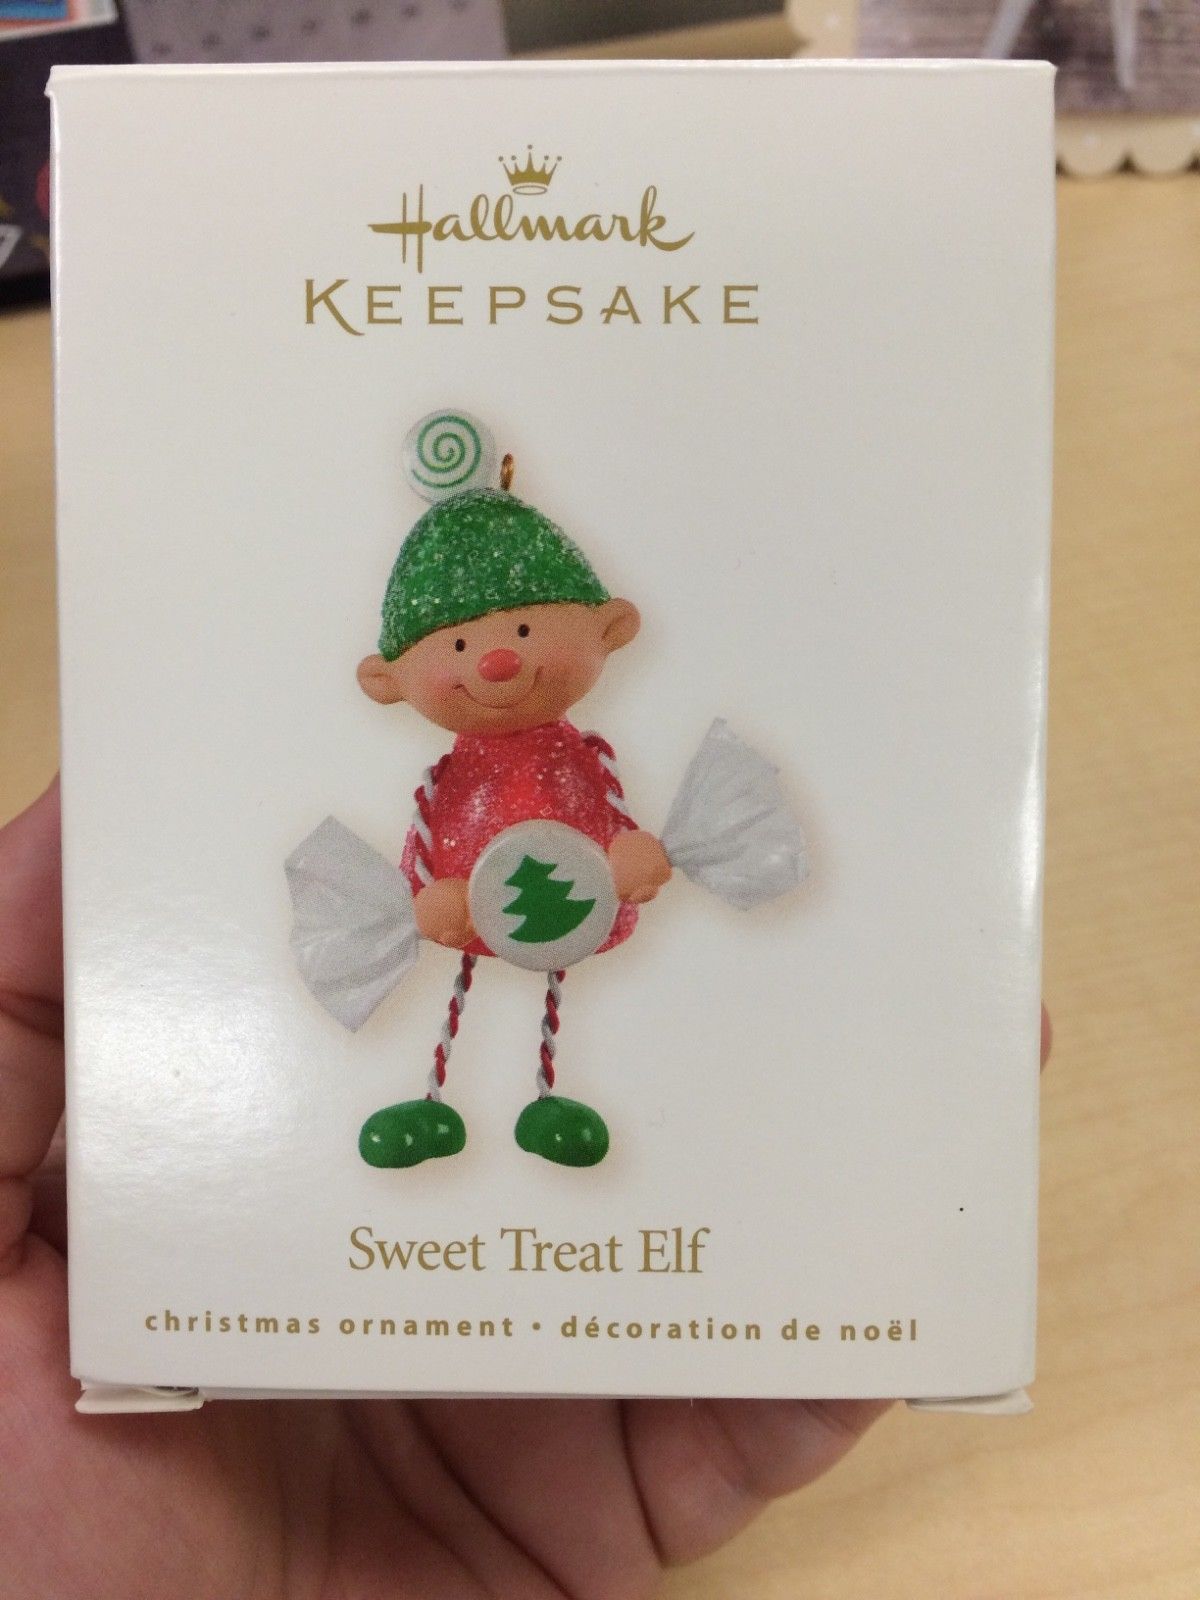 Hallmark
KEEPSAKE
Sweet Treat Elf
christmas ornament • décoration de noël